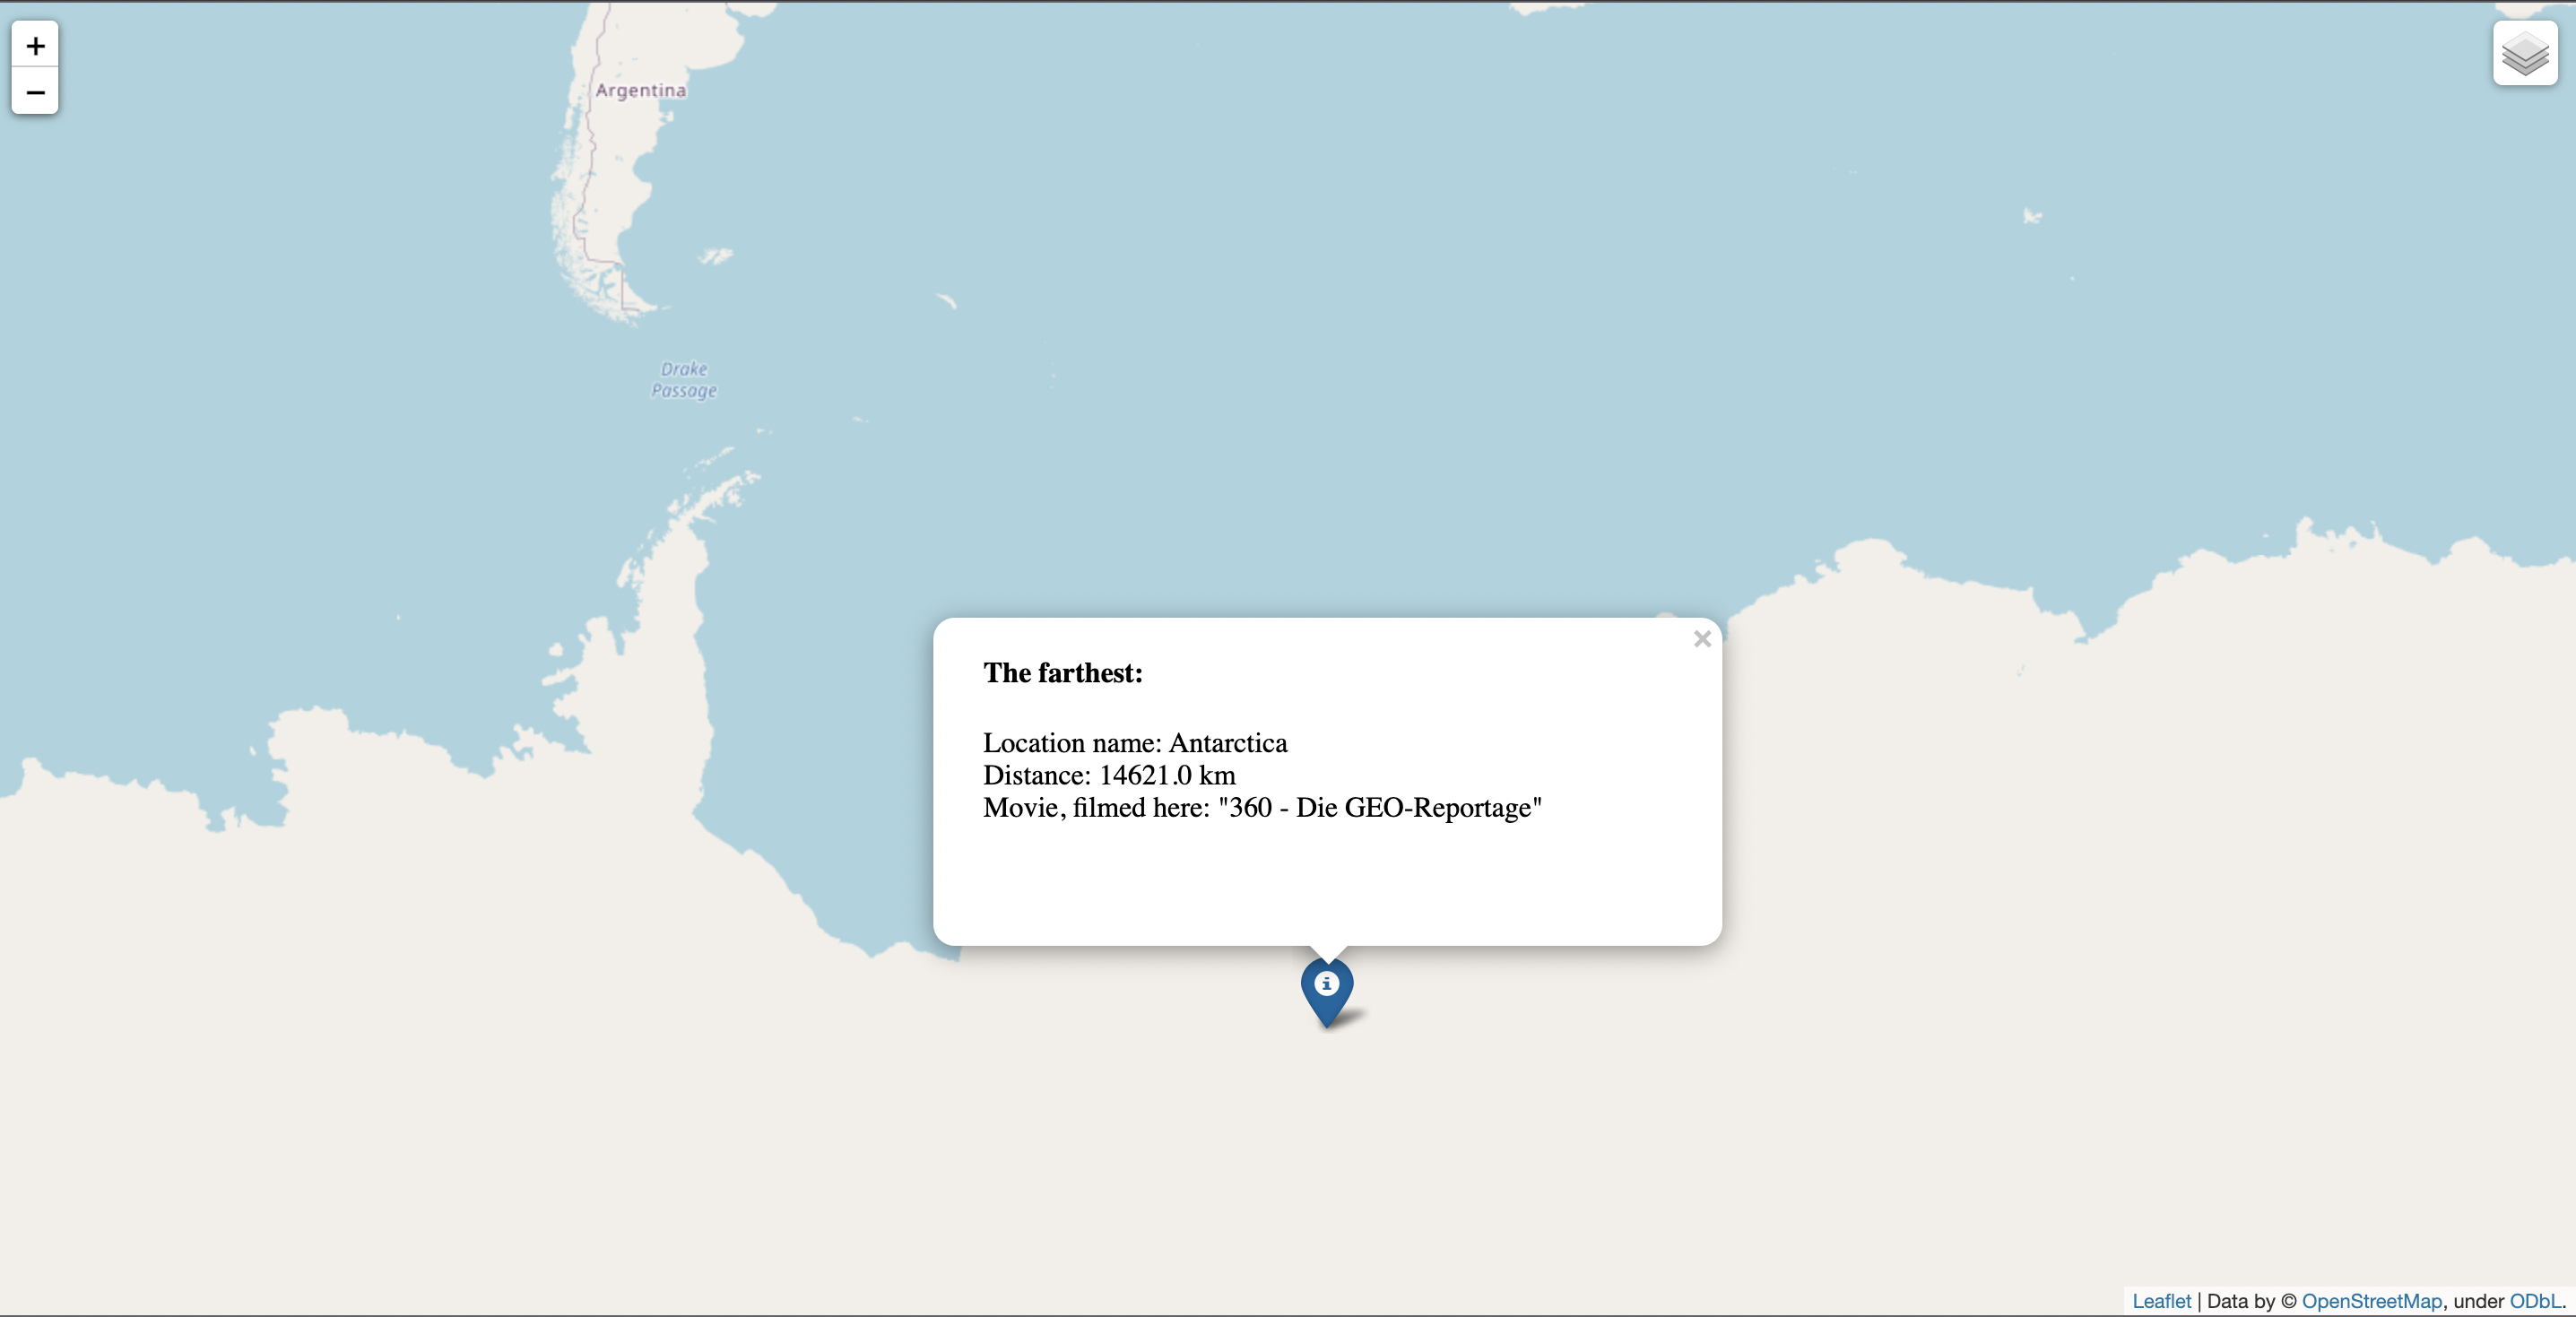 +
−
Argentina
Drake
Passage
×
The farthest:
Location name: Antarctica
Distance: 14621.0 km
Movie, filmed here: "360 - Die GEO-Reportage"
i
Leaflet | Data by © OpenStreetMap, under ODbL.